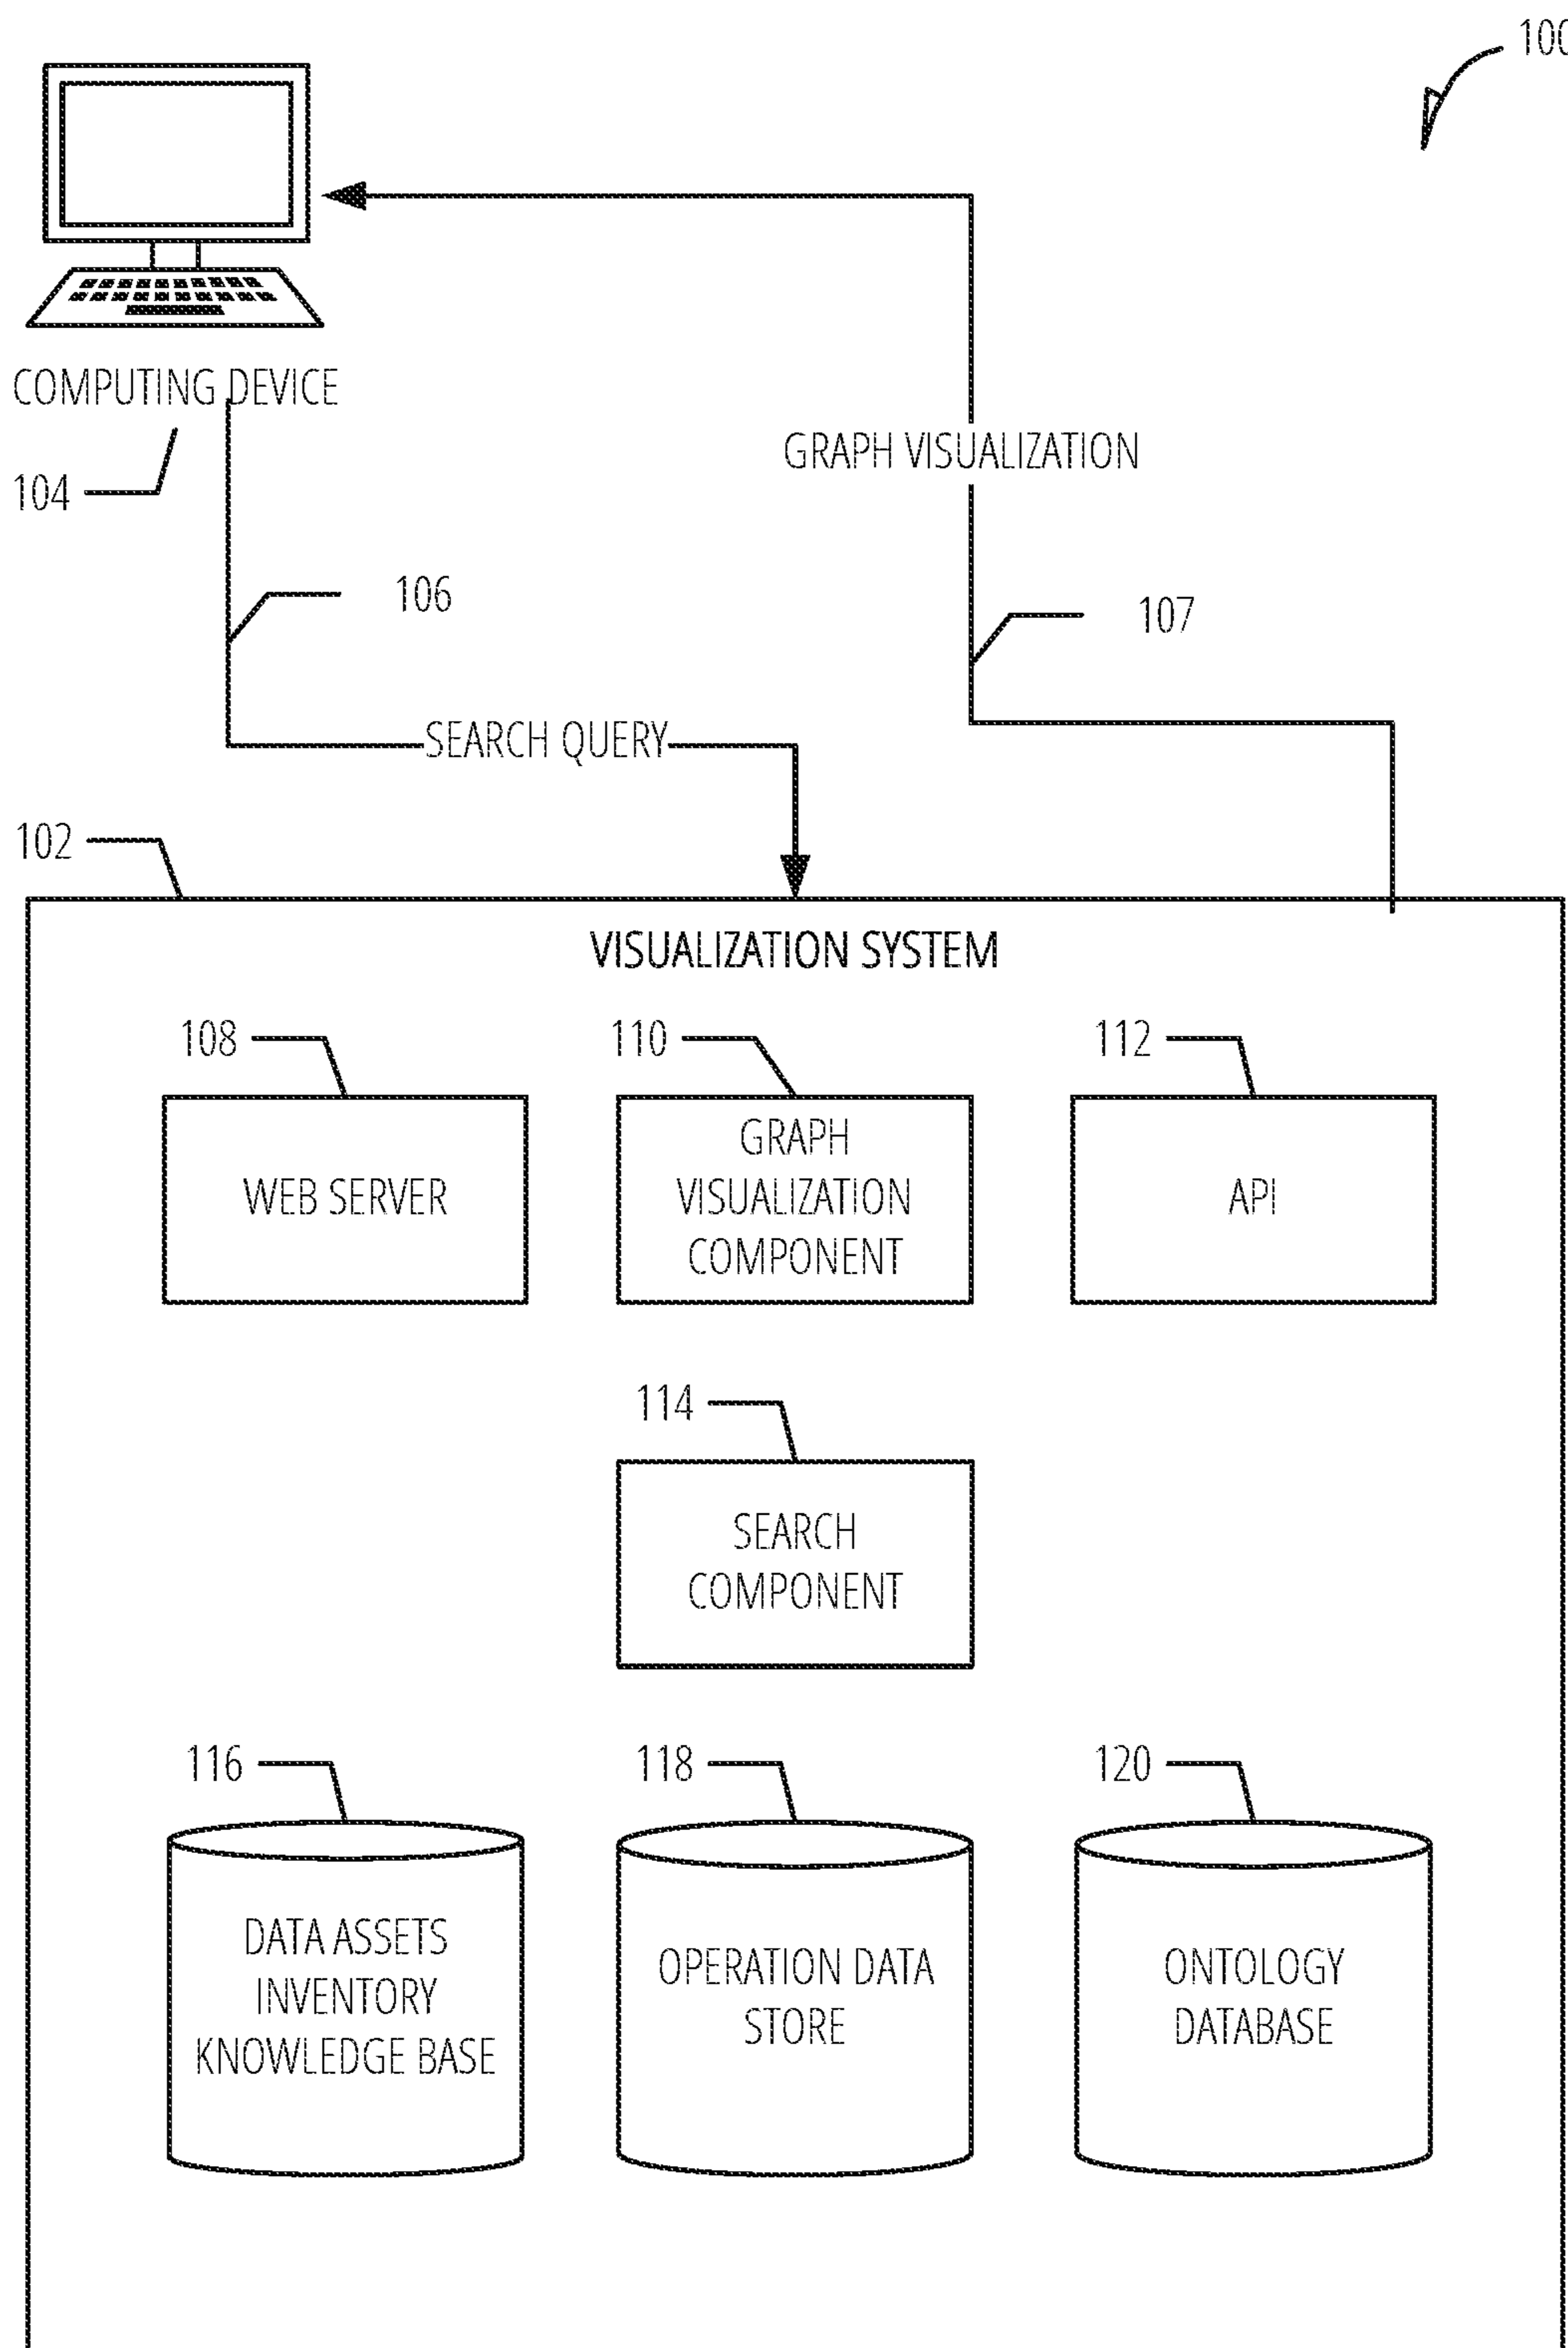 100
COMPUTING DEVICE
104
GRAPH VISUALIZATION
106
107
SEARCH QUERY
102
VISUALIZATION SYSTEM
108
110
112
WEB SERVER
GRAPH
VISUALIZATION
COMPONENT
API
114
SEARCH
COMPONENT
116
118
120
DATA ASSETS
INVENTORY
KNOWLEDGE BASE
OPERATION DATA
STORE
ONTOLOGY
DATABASE